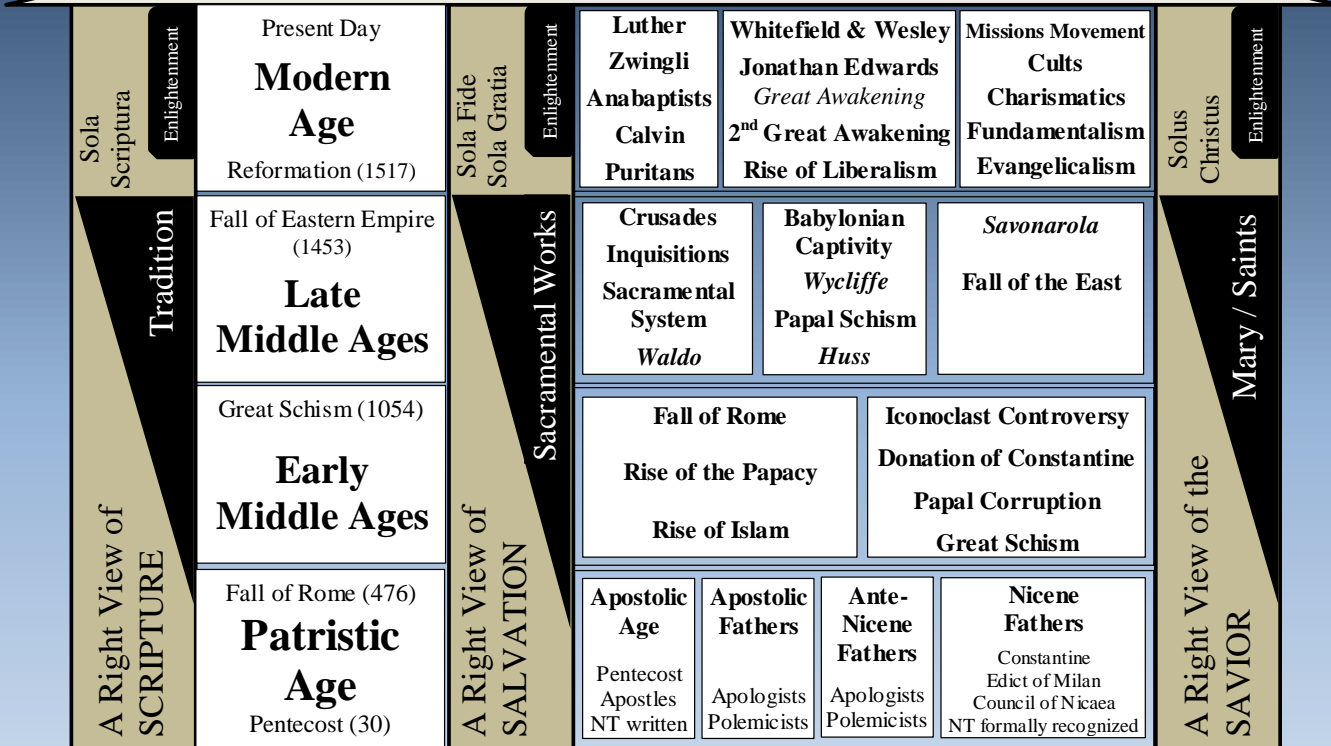 Sola
Scriptura
Enlightenment
Tradition
A Right View of
SCRIPTURE
Present Day
Modern
Age
Reformation (1517)
Fall of Eastern Empire
(1453)
Late
Middle Ages
Great Schism (1054)
Early
Middle Ages
Fall of Rome (476)
Patristic
Age
Pentecost (30)
Sola Fide
Sola Gratia
Enlightenment
Sacramental Works
A Right View of
SALVATION
Luther
Zwingli
Anabaptists
Calvin
Puritans
Whitefield & Wesley
Jonathan Edwards
Great Awakening
2nd Great Awakening
Rise of Liberalism
Missions Movement
Cults
Charismatics
Fundamentalism
Evangelicalism
Crusades
Inquisitions
Sacramental
System
Waldo
Babylonian
Captivity
Wycliffe
Papal Schism
Huss
Savonarola
Fall of the East
Fall of Rome
Rise of the Papacy
Rise of Islam
Iconoclast Controversy
Donation of Constantine
Papal Corruption
Great Schism
Apostolic
Age
Pentecost
Apostles
NT written
Apostolic
Fathers
Apologists
Polemicists
Ante-
Nicene
Fathers
Apologists
Polemicists
Nicene
Fathers
Constantine
Edict of Milan
Council of Nicaea
NT formally recognized
Solus
Christus
Enlightenment
Mary / Saints
A Right View of the
SAVIOR